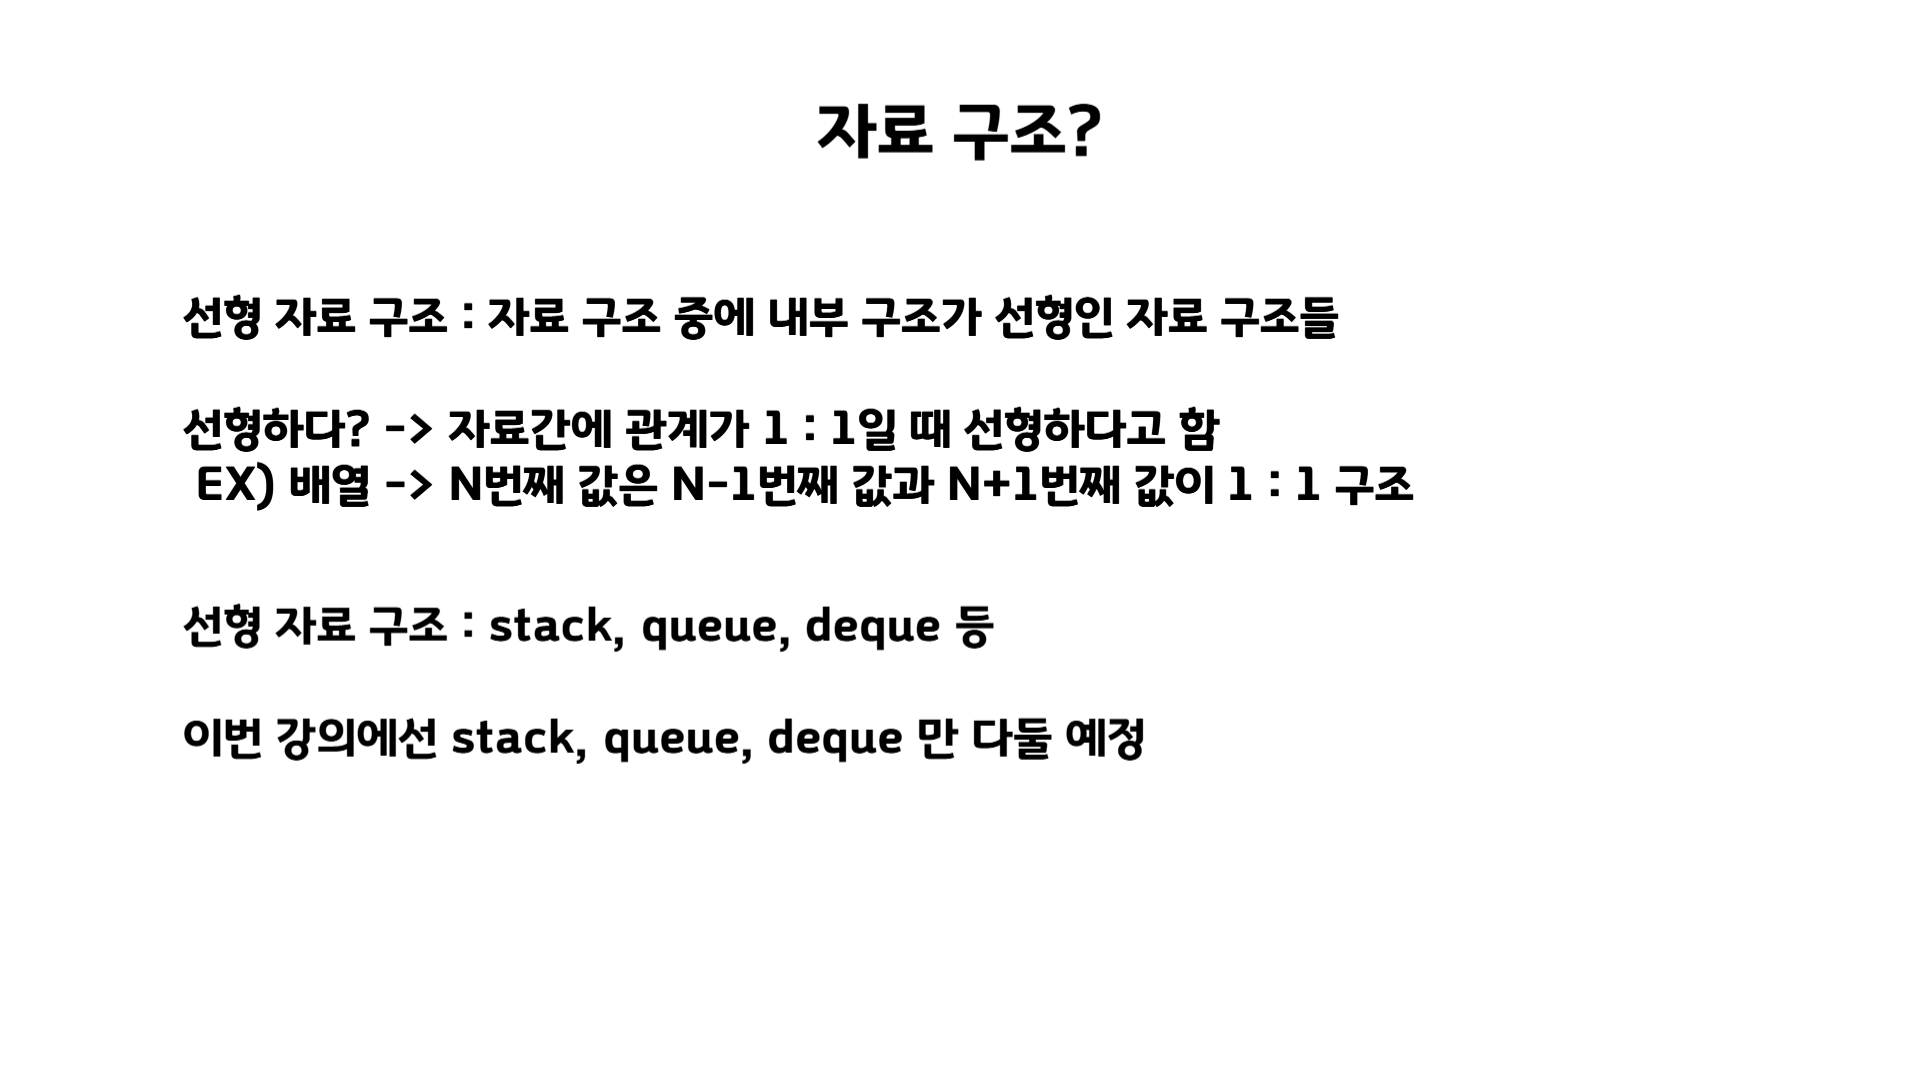 자료 구조?
선형 자료 구조 : 자료 구조 중에 내부 구조가 선형인 자료 구조들
선형하다? -> 자료간에 관계가 1 : 1일 때 선형하다고 함
EX) 배열 -> N번째 값은 N-1번째 값과 N+1번째 값이 1 : 1 구조
선형 자료 구조 : stack, queue, deque 등
이번 강의에선 stack, queue, deque 만 다둘 예정